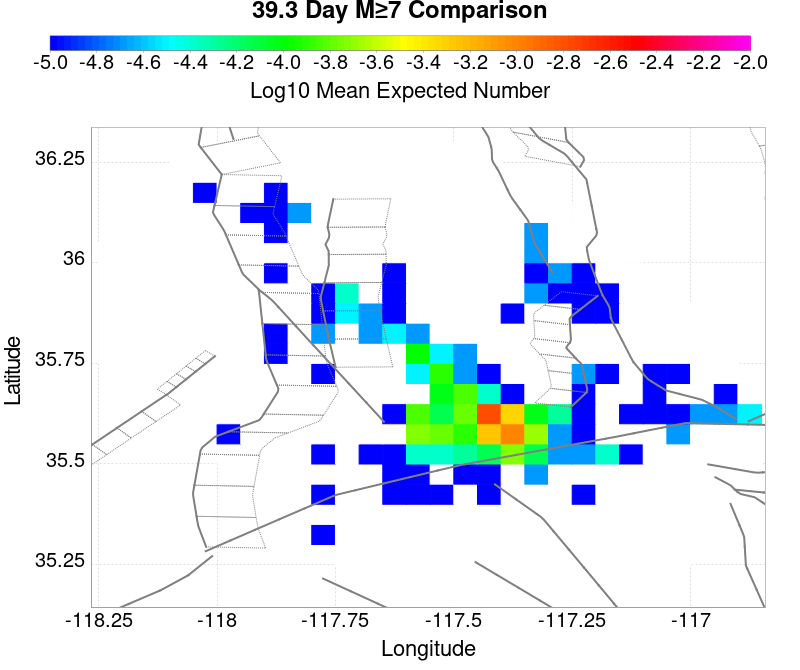 39.3 Day M≥7 Comparison
-5.0 -4.8 -4.6 -4.4 -4.2 -4.0 -3.8 -3.6 -3.4 -3.2 -3.0 -2.8 -2.6 -2.4 -2.2 -2.0
Log10 Mean Expected Number
36.25
36
35.75
35.5
35.25
Latitude
-118.25 -118 -117.75 -117.5 -117.25 -117
Longitude